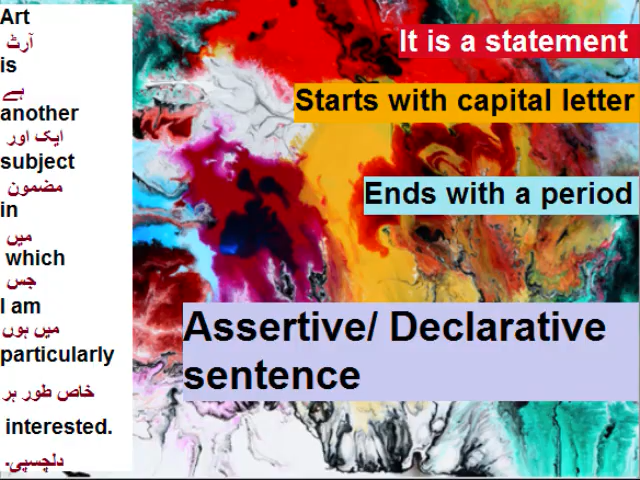 Art
آرٹ
is
ہے
another
ایک اور
subject
مضمون
in
میں
which
جس
I am
میں ہوں
particularly
خاص طور ہر
interested.
دلچسپی۔
It is a statement
Starts with capital letter
Ends with a period
Assertive/ Declarative
sentence